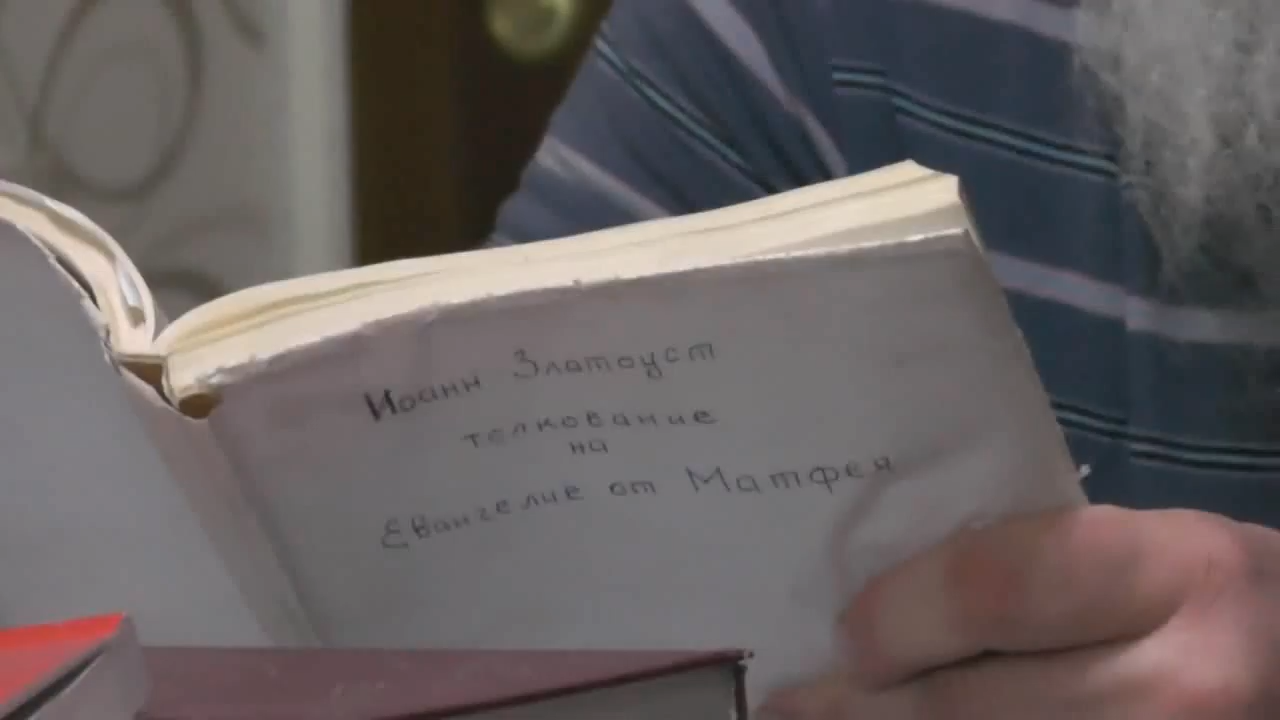 Иоанн Златоуст
толкование
на
Евангелие от Матфея